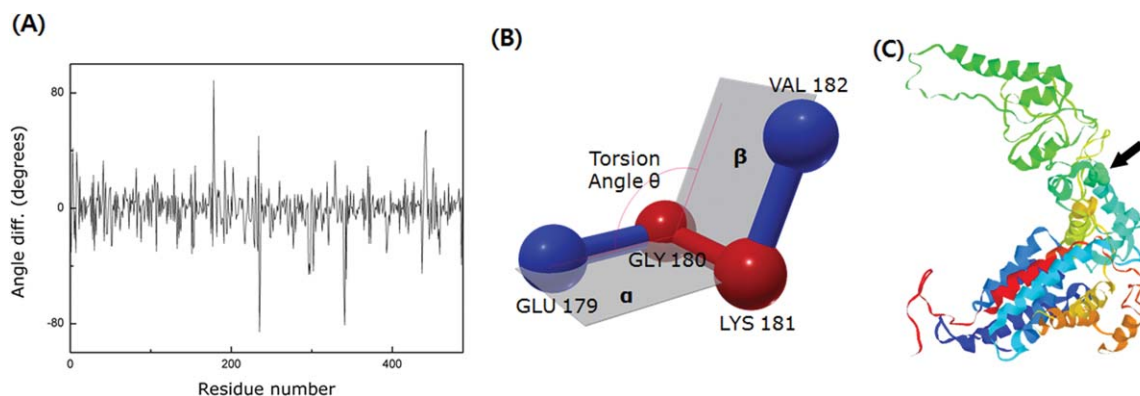 (A)
80
0
-80
0
200
400
Angle diff. (degrees)
Residue number
(B)
VAL 182
β
Torsion
Angle θ
GLY 180
GLU 179
α
LYS 181
(C)